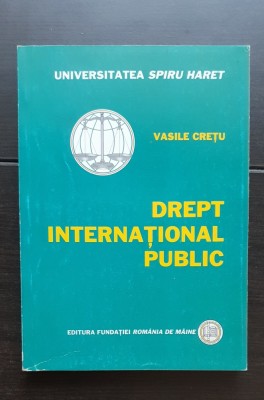 UNIVERSITATEA SPIRU HARET
VASILE CREȚU
DREPT
INTERNAȚIONAL
PUBLIC
EDITURA FUNDAȚIEI ROMÂNIA DE MÂINE